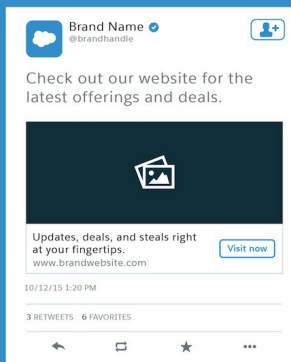 Brand Name
@brandhandle
Check out our website for the
latest offerings and deals.
Updates, deals, and steals right
at your fingertips.
Visit now
www.brandwebsite.com
10/12/15 1:20 PM
3 RETWEETS 6 FAVORITES